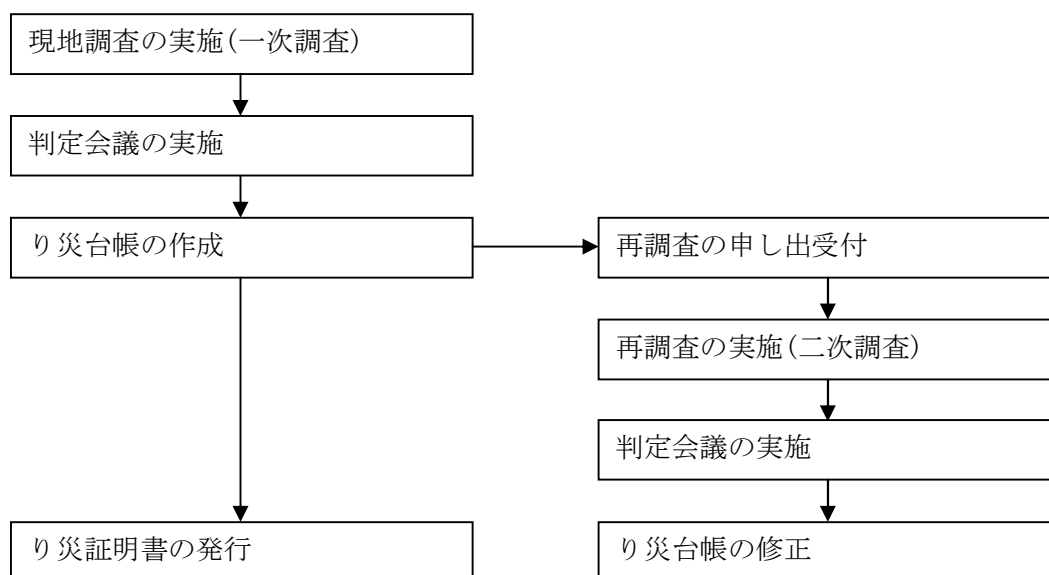 現地調査の実施(一次調査)
判定会議の実施
り災台帳の作成
再調査の申し出受付
再調査の実施(二次調査)
判定会議の実施
り災証明書の発行
り災台帳の修正